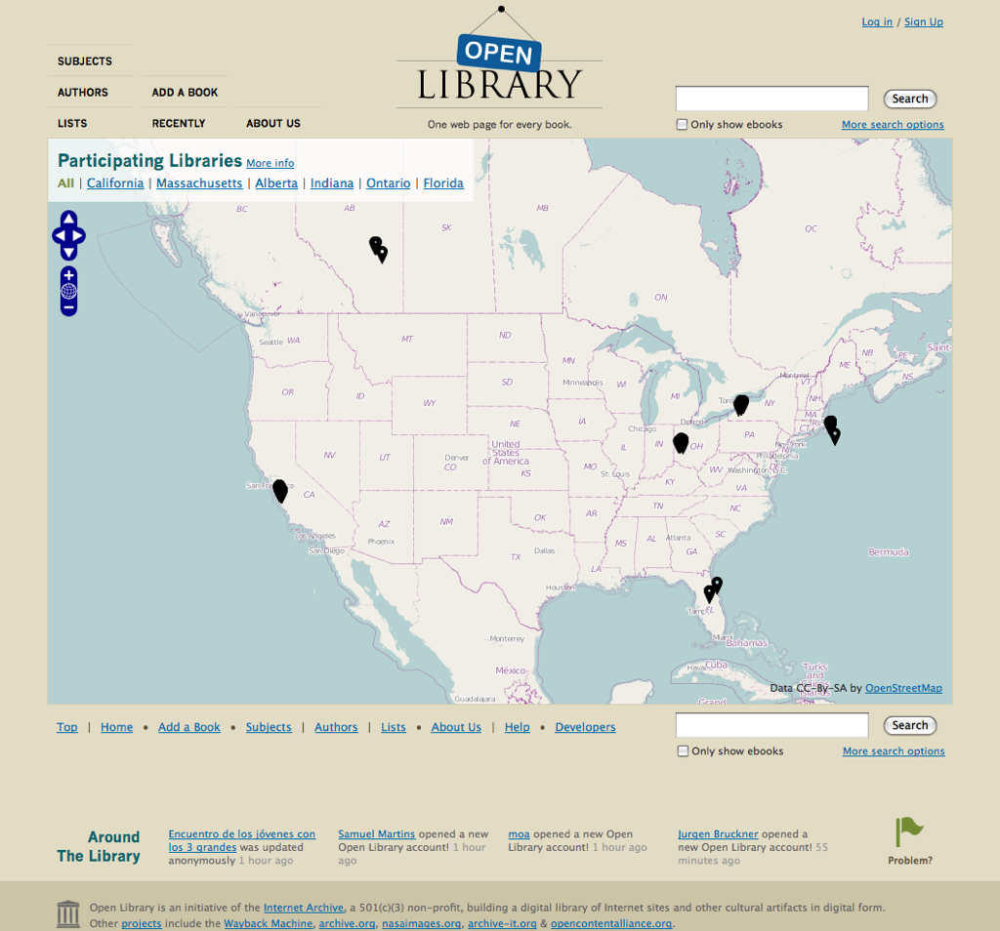 Log in / Sign Up
OPEN
LIBRARY
One web page for every book.
SUBJECTS
AUTHORS ADD A BOOK
LISTS RECENTLY ABOUT US
Search
Only show ebooks More search options
Participating Libraries More info
All | California | Massachusetts | Alberta | Indiana | Ontario | Florida
BC AB SK MB QC
ON
Vancouver
Seattle WA MT ND
MN
Minneapolis
Montreal
NB PE Saint-
ME NS
VT
OR ID WY SD WI MI
Toro NY NH
MA
CT
NE IA Chicago Detroit
PA New York
Philadelphia
NV UT Denver
CO
United
States
of America
KS
IL IN OH
MO St. Louis
WV Washington, D.C.
DE
KY VA
San Francisco
CA
Los Angeles
San Diego
AZ
Phoenix
NM OK AR TN NC
TX Dallas
MS AL Atlanta
GA SC
LA
Houston
Bermuda
Tampa FL
Miami
Bahamas
Monterrey
México
Guadalajara
Hava Cuba
Turks
and
Caicos
Islands
Grand
Data CC-By-SA by OpenStreetMap
Top | Home • Add a Book • Subjects | Authors | Lists • About Us | Help • Developers
Search
Only show ebooks More search options
Around
The Library
Encuentro de los jóvenes con
los 3 grandes was updated
anonymously 1 hour ago
Samuel Martins opened a new
Open Library account! 1 hour
ago
moa opened a new Open
Library account! 1 hour ago
Jurgen Bruckner opened a
new Open Library account! 55
minutes ago
Problem?
Open Library is an initiative of the Internet Archive, a 501(c)(3) non-profit, building a digital library of Internet sites and other cultural artifacts in digital form.
Other projects include the Wayback Machine, archive.org, nasaimages.org, archive-it.org & opencontentalliance.org.